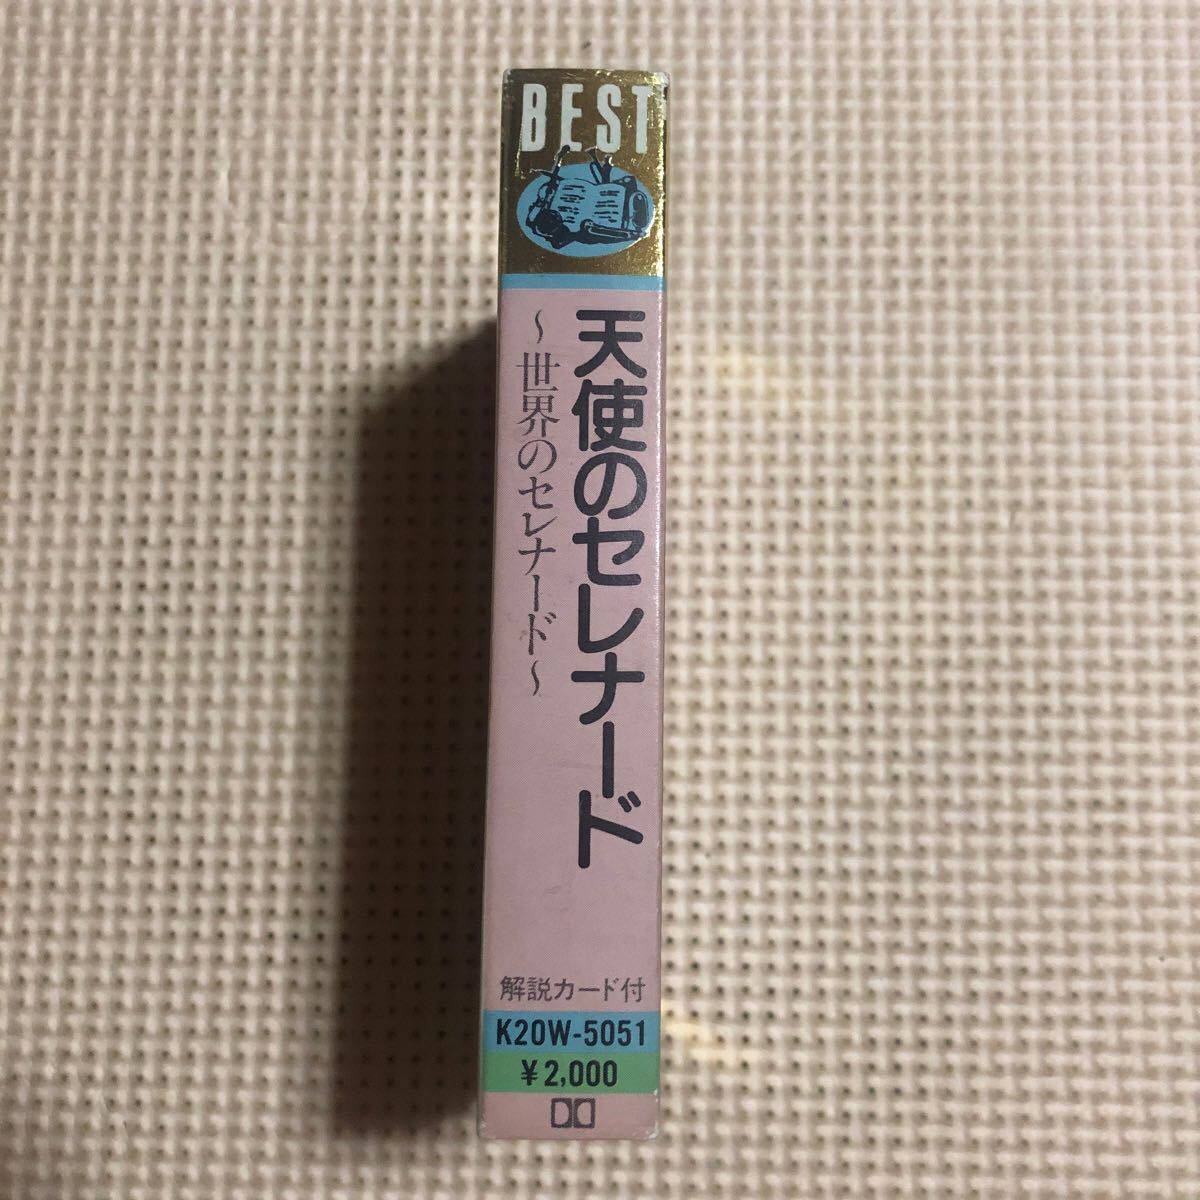 BEST
天使のセレナード
～世界のセレナード～
解説カード付
K20W-5051
¥2,000